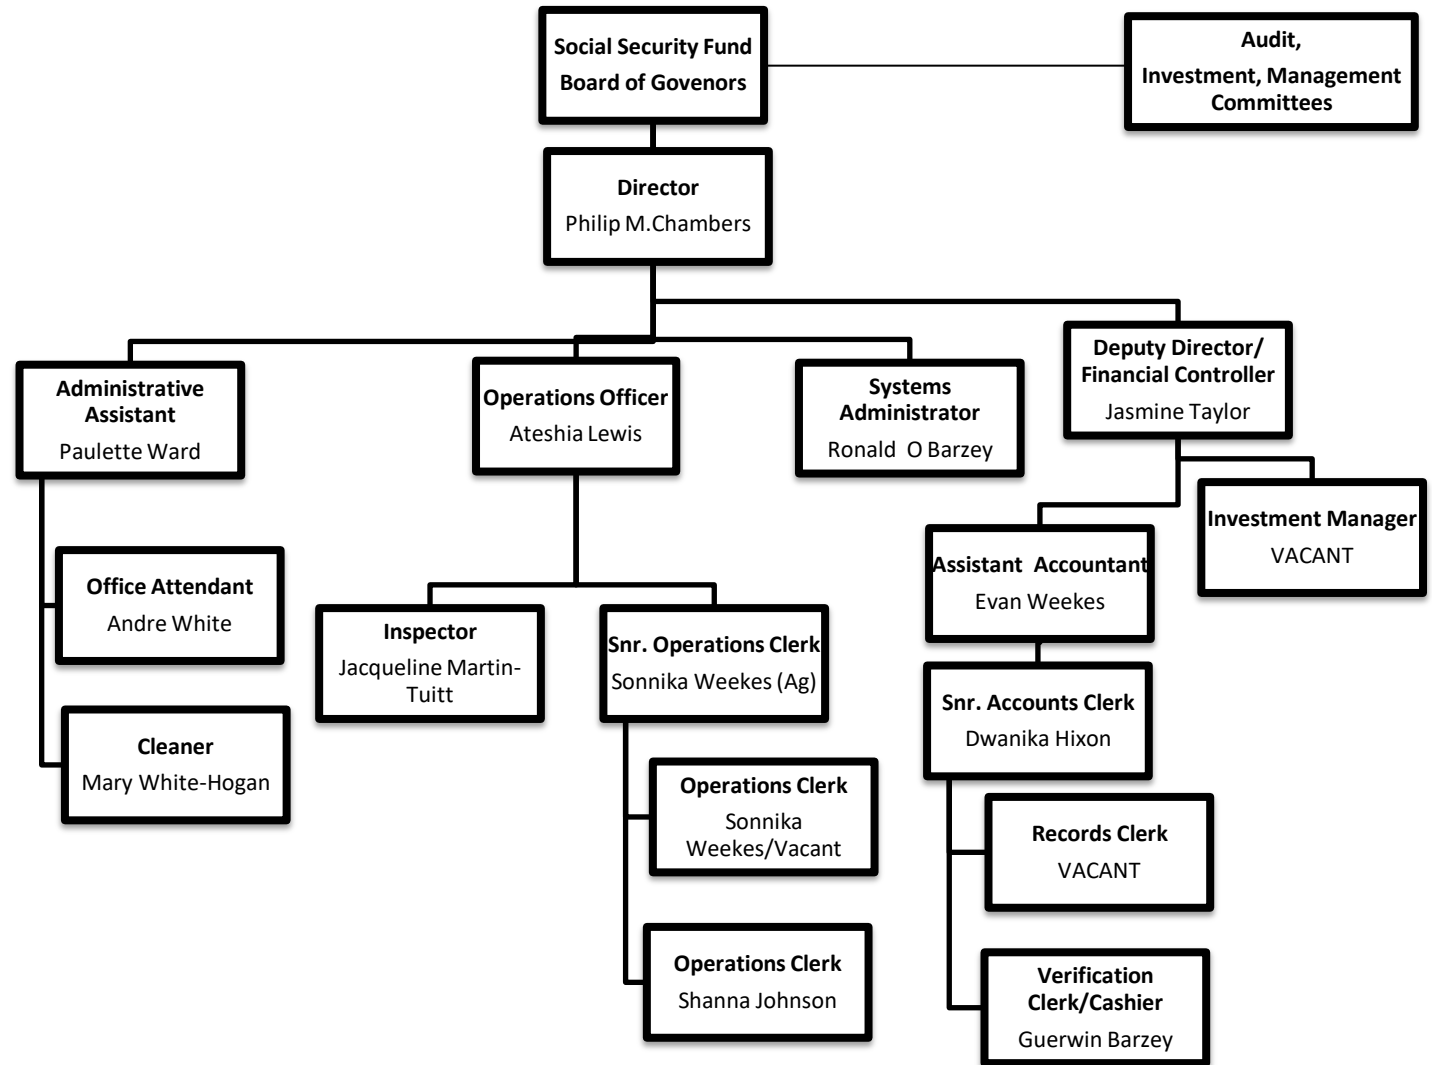 Social Security Fund
Board of Govenors
Audit,
Investment, Management
Committees
Director
Philip M.Chambers
Administrative
Assistant
Paulette Ward
Operations Officer
Ateshia Lewis
Systems
Administrator
Ronald  O Barzey
Deputy Director/
Financial Controller
Jasmine Taylor
Office Attendant
Andre White
Cleaner
Mary White-Hogan
Inspector
Jacqueline Martin-
Tuitt
Snr. Operations Clerk
Sonnika Weekes (Ag)
Operations Clerk
Sonnika
Weekes/Vacant
Operations Clerk
Shanna Johnson
Assistant  Accountant
Evan Weekes
Investment Manager
VACANT
Snr. Accounts Clerk
Dwanika Hixon
Records Clerk
VACANT
Verification
Clerk/Cashier
Guerwin Barzey